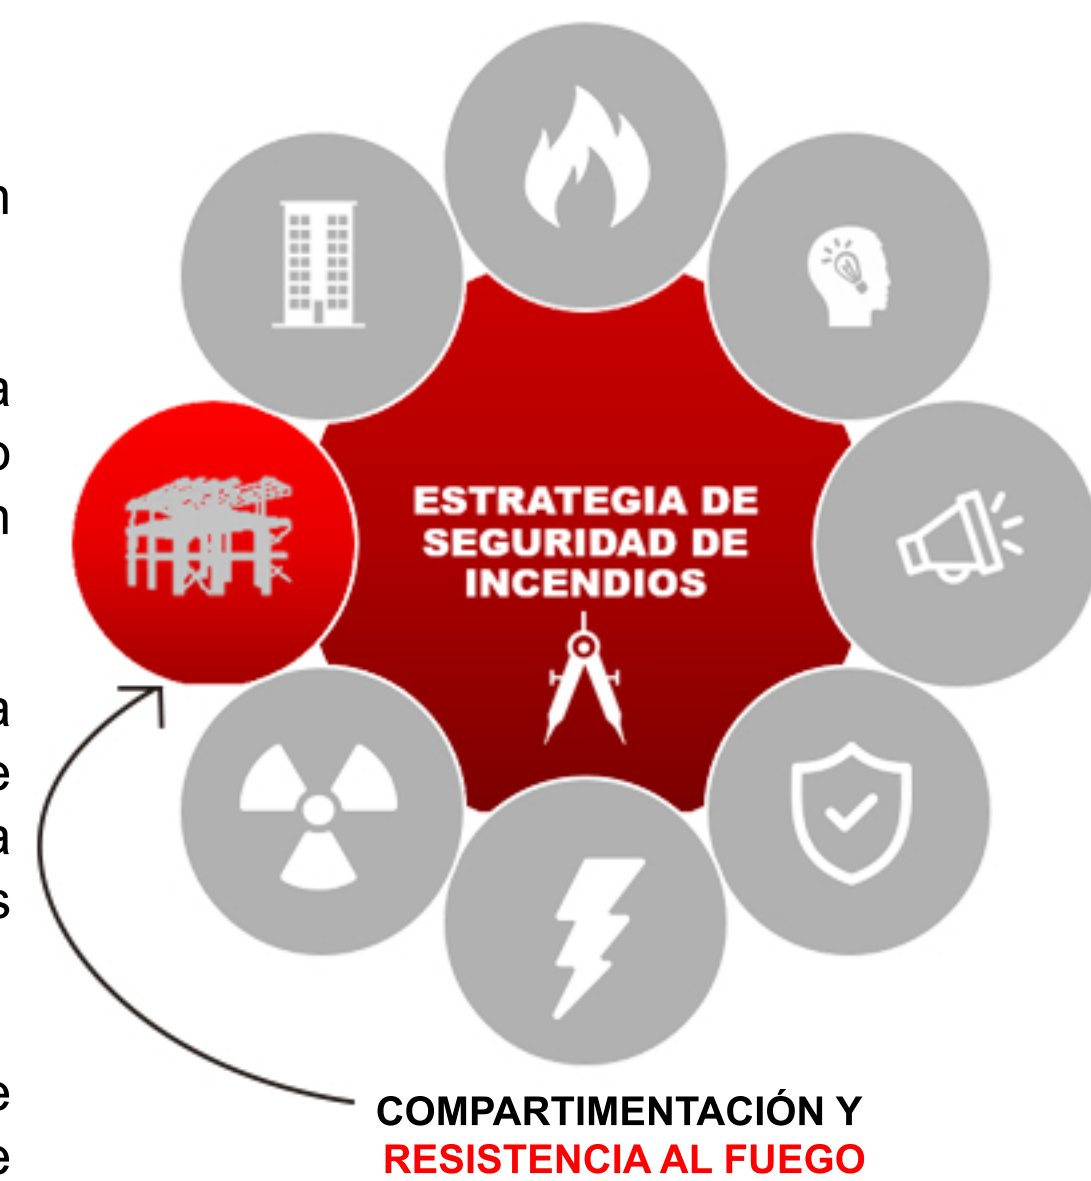 n
a
o
n
ESTRATEGIA DE
SEGURIDAD DE
INCENDIOS
a
e
a
s
e
COMPARTIMENTACIÓN Y
e
RESISTENCIA AL FUEGO